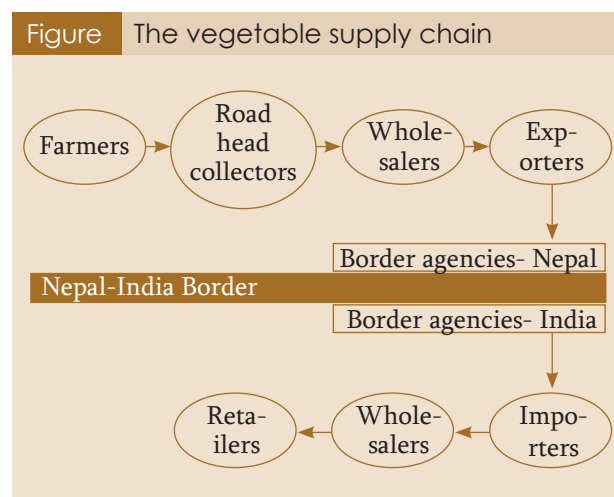 Figure The vegetable supply chain
Farmers
Road
head
collectors
Whole-
salers
Exp-
orters
Border agencies- Nepal
Nepal-India Border
Border agencies- India
Impo-
rters
Whole-
salers
Reta-
ilers